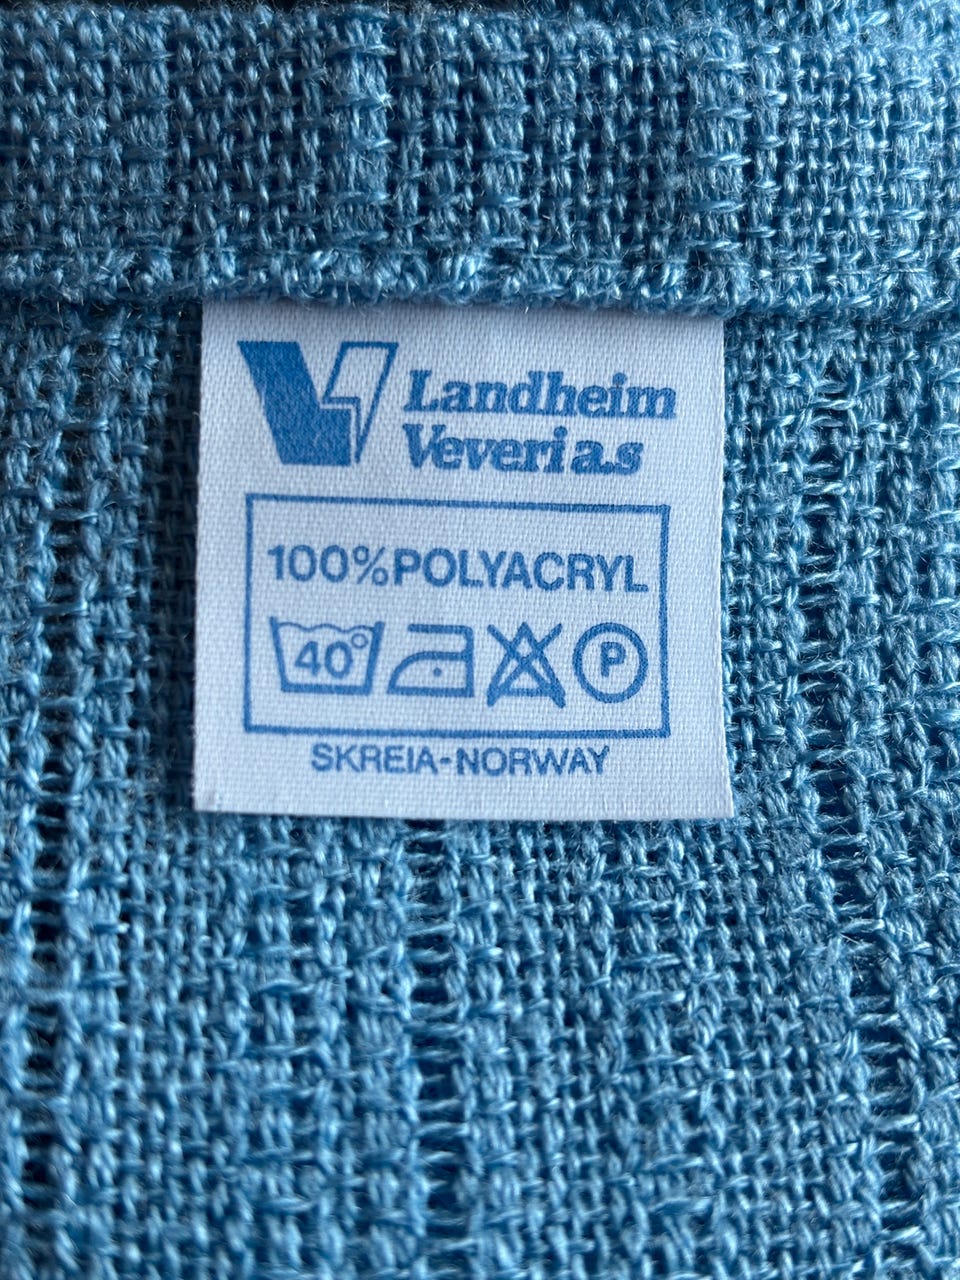 Landheim
Veveri a.s
100% POLYACRYL
40°
P
SKREIA-NORWAY